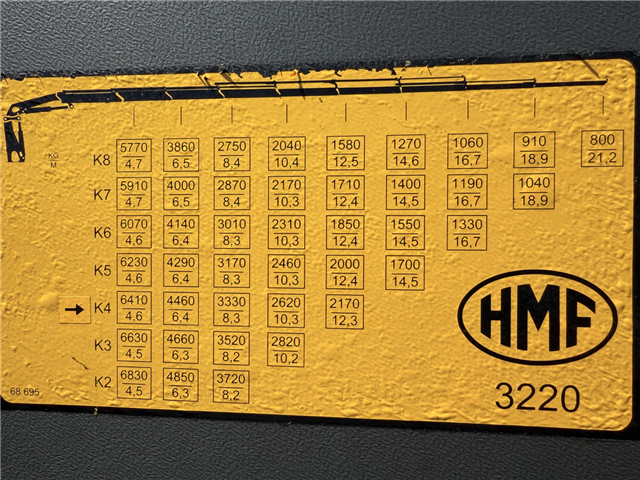 KG
M
K8 5770 3860 2750 2040 1580 1270 1060 910 800
4,7 6,5 8,4 10,4 12,5 14,6 16,7 18,9 21,2
K7 5910 4000 2870 2170 1710 1400 1190 1040
4,7 6,5 8,4 10,3 12,4 14,5 16,7 18,9
K6 6070 4140 3010 2310 1850 1550 1330
4,6 6,4 8,3 10,3 12,4 14,5 16,7
K5 6230 4290 3170 2460 2000 1700
4,6 6,4 8,3 10,3 12,4 14,5
K4 6410 4460 3330 2620 2170
4,6 6,4 8,3 10,3 12,3
K3 6630 4660 3520 2820
4,5 6,3 8,2 10,2
K2 6830 4850 3720
4,5 6,3 8,2
HMF
3220
68 695